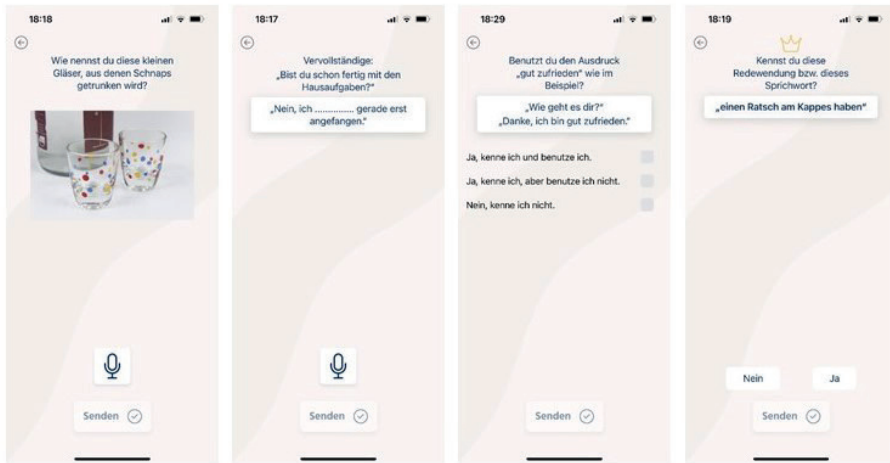 18:18
Wie nennst du diese kleinen
Gläser, aus denen Schnaps
getrunken wird?
Senden
18:17
Vervollständige:
„Bist du schon fertig mit den
Hausaufgaben?“
„Nein, ich ............... gerade erst
angefangen.“
Senden
18:29
Benutzt du den Ausdruck
„gut zufrieden“ wie im
Beispiel?
„Wie geht es dir?“
„Danke, ich bin gut zufrieden.“
Ja, kenne ich und benutze ich.
Ja, kenne ich, aber benutze ich nicht.
Nein, kenne ich nicht.
Senden
18:19
Kennst du diese
Redewendung bzw. dieses
Sprichwort?
„einen Ratsch am Kappes haben“
Nein
Ja
Senden